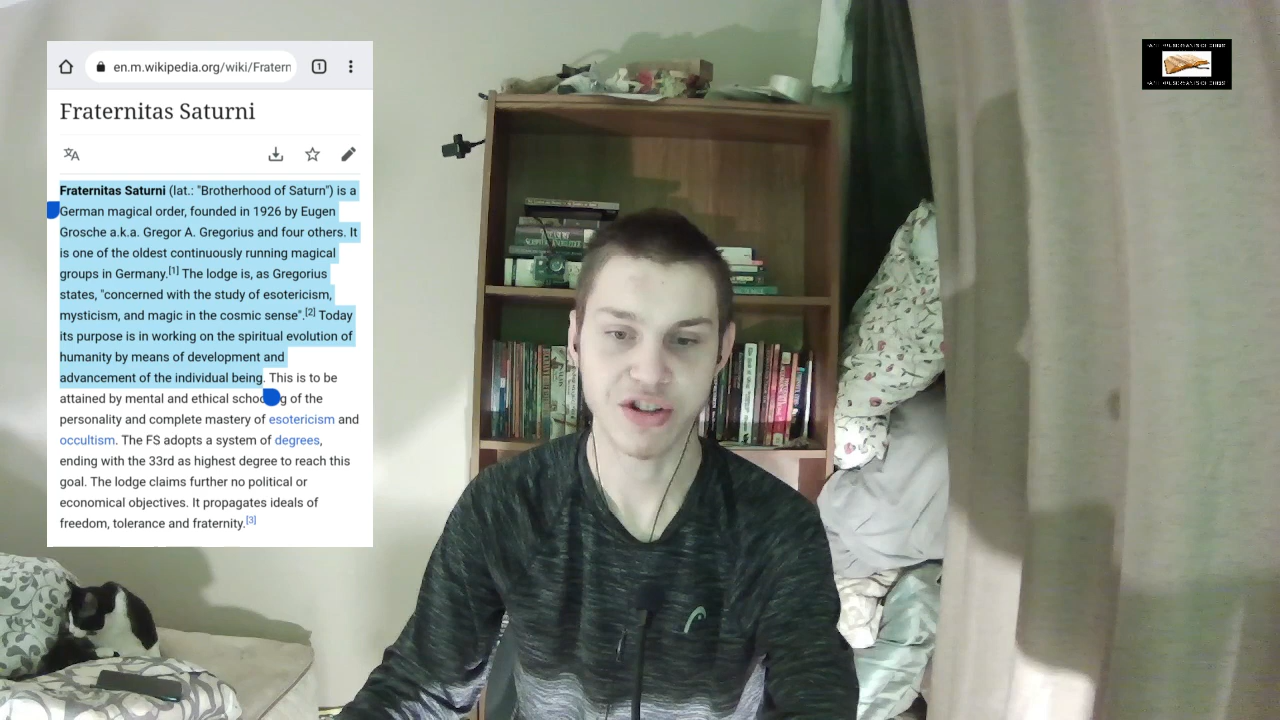 en.m.wikipedia.org/wiki/Fratern
1
Fraternitas Saturni
Fraternitas Saturni (lat.: "Brotherhood of Saturn") is a
German magical order, founded in 1926 by Eugen
Grosche a.k.a. Gregor A. Gregorius and four others. It
is one of the oldest continuously running magical
groups in Germany.[1] The lodge is, as Gregorius
states, "concerned with the study of esotericism,
mysticism, and magic in the cosmic sense".[2] Today
its purpose is in working on the spiritual evolution of
humanity by means of development and
advancement of the individual being. This is to be
attained by mental and ethical schooling of the
personality and complete mastery of esotericism and
occultism. The FS adopts a system of degrees,
ending with the 33rd as highest degree to reach this
goal. The lodge claims further no political or
economical objectives. It propagates ideals of
freedom, tolerance and fraternity.[3]